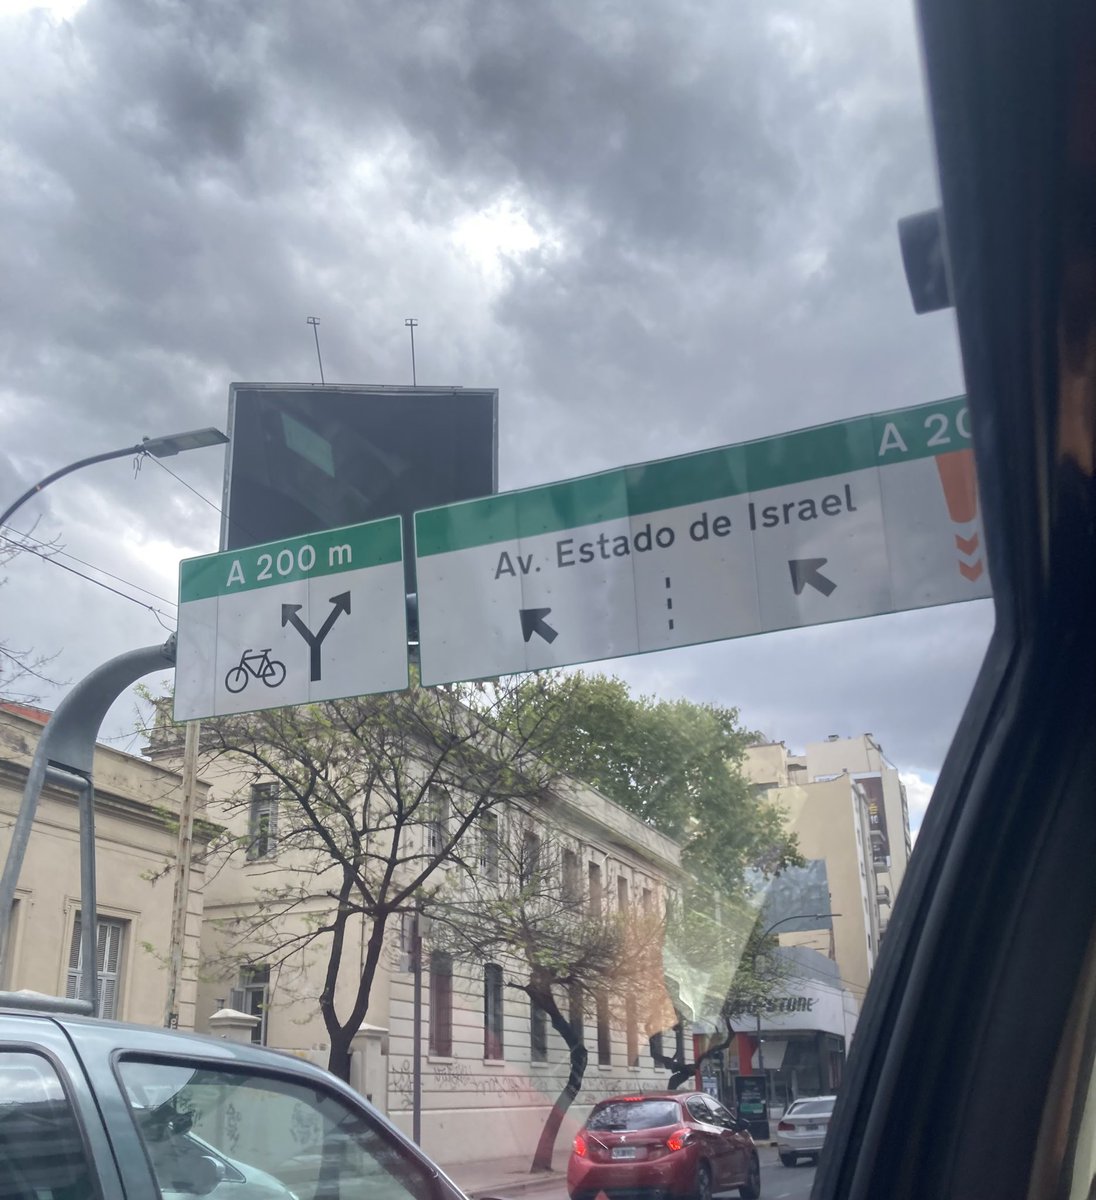 A 200 m
A 20
Av. Estado de Israel